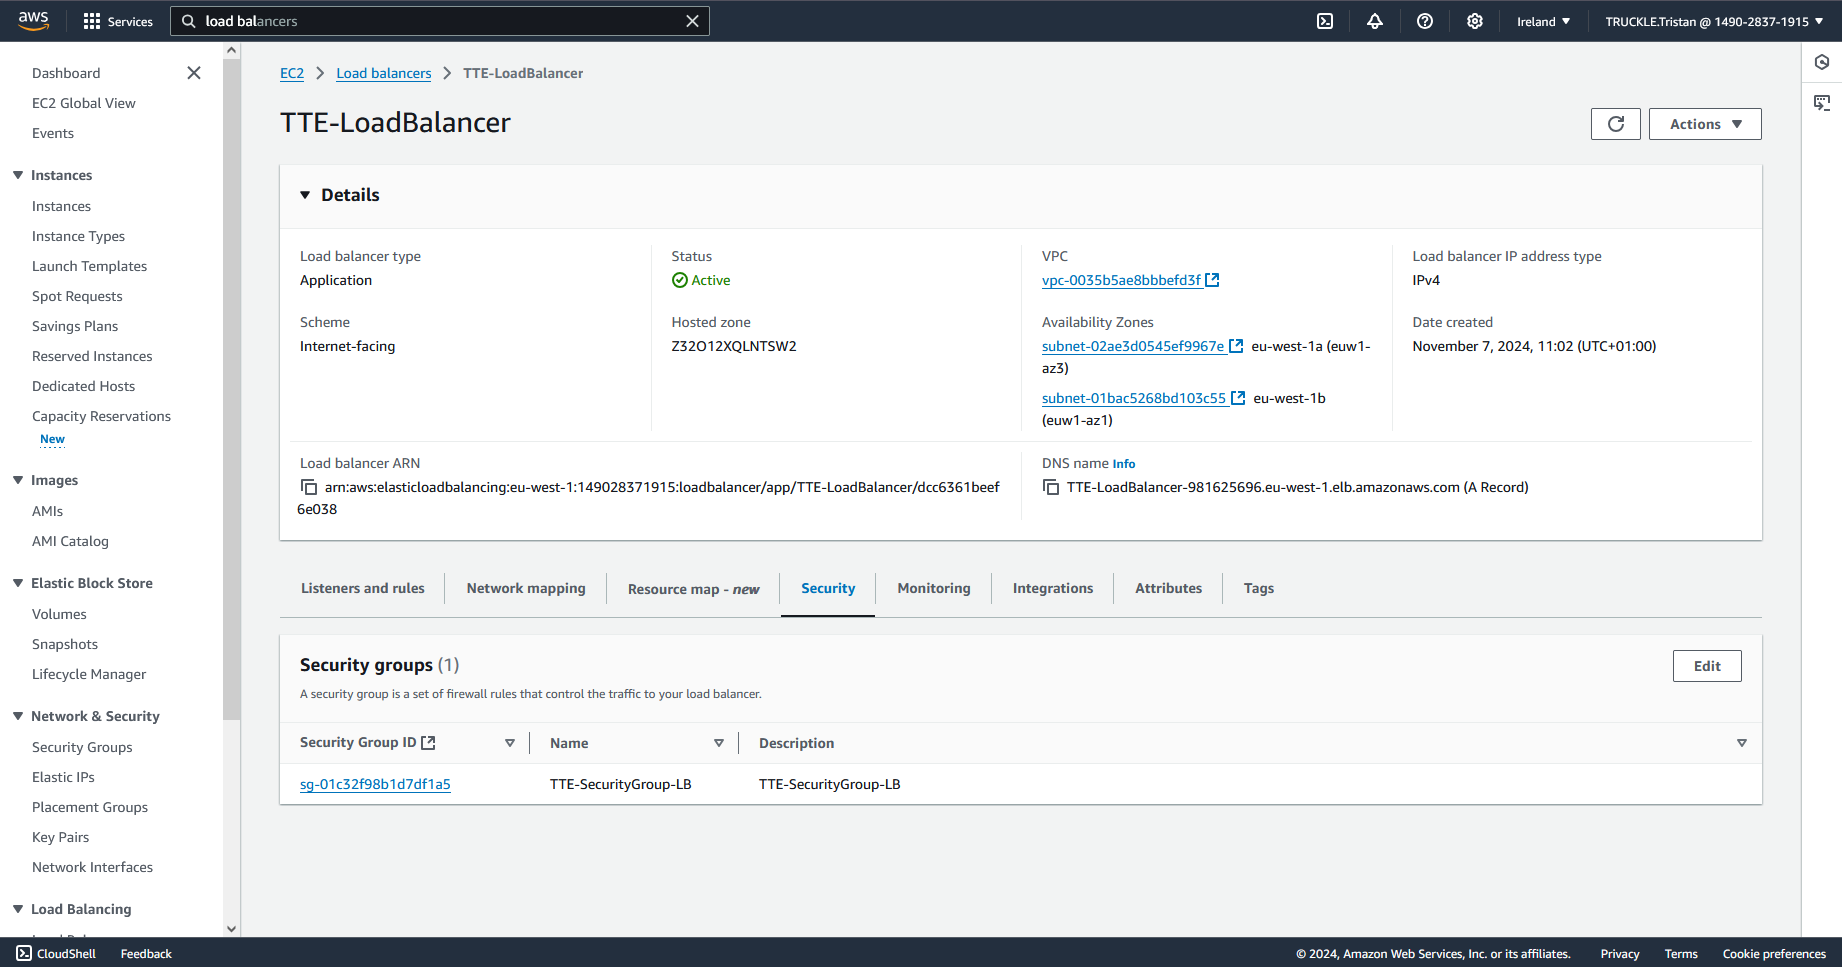 aws
Services
load balancers
Ireland
TRUCKLE.Tristan @ 1490-2837-1915
Dashboard
EC2 Global View
Events
Instances
Instances
Instance Types
Launch Templates
Spot Requests
Savings Plans
Reserved Instances
Dedicated Hosts
Capacity Reservations
New
Images
AMIs
AMI Catalog
Elastic Block Store
Volumes
Snapshots
Lifecycle Manager
Network & Security
Security Groups
Elastic IPs
Placement Groups
Key Pairs
Network Interfaces
Load Balancing
EC2 > Load balancers > TTE-LoadBalancer
TTE-LoadBalancer
Actions
Details
Load balancer type
Application
Status
Active
VPC
vpc-0035b5ae8bbbefd3f
Load balancer IP address type
IPv4
Scheme
Internet-facing
Hosted zone
Z32O12XQLNTSW2
Availability Zones
subnet-02ae3d0545ef9967e eu-west-1a (euw1-
az3)
subnet-01bac5268bd103c55 eu-west-1b
(euw1-az1)
Date created
November 7, 2024, 11:02 (UTC+01:00)
Load balancer ARN
arn:aws:elasticloadbalancing:eu-west-1:149028371915:loadbalancer/app/TTE-LoadBalancer/dcc6361beef
6e038
DNS name Info
TTE-LoadBalancer-981625696.eu-west-1.elb.amazonaws.com (A Record)
Listeners and rules
Network mapping
Resource map - new
Security
Monitoring
Integrations
Attributes
Tags
Security groups (1)
Edit
A security group is a set of firewall rules that control the traffic to your load balancer.
Security Group ID
Name
Description
sg-01c32f98b1d7df1a5
TTE-SecurityGroup-LB
TTE-SecurityGroup-LB
CloudShell
Feedback
© 2024, Amazon Web Services, Inc. or its affiliates.
Privacy
Terms
Cookie preferences